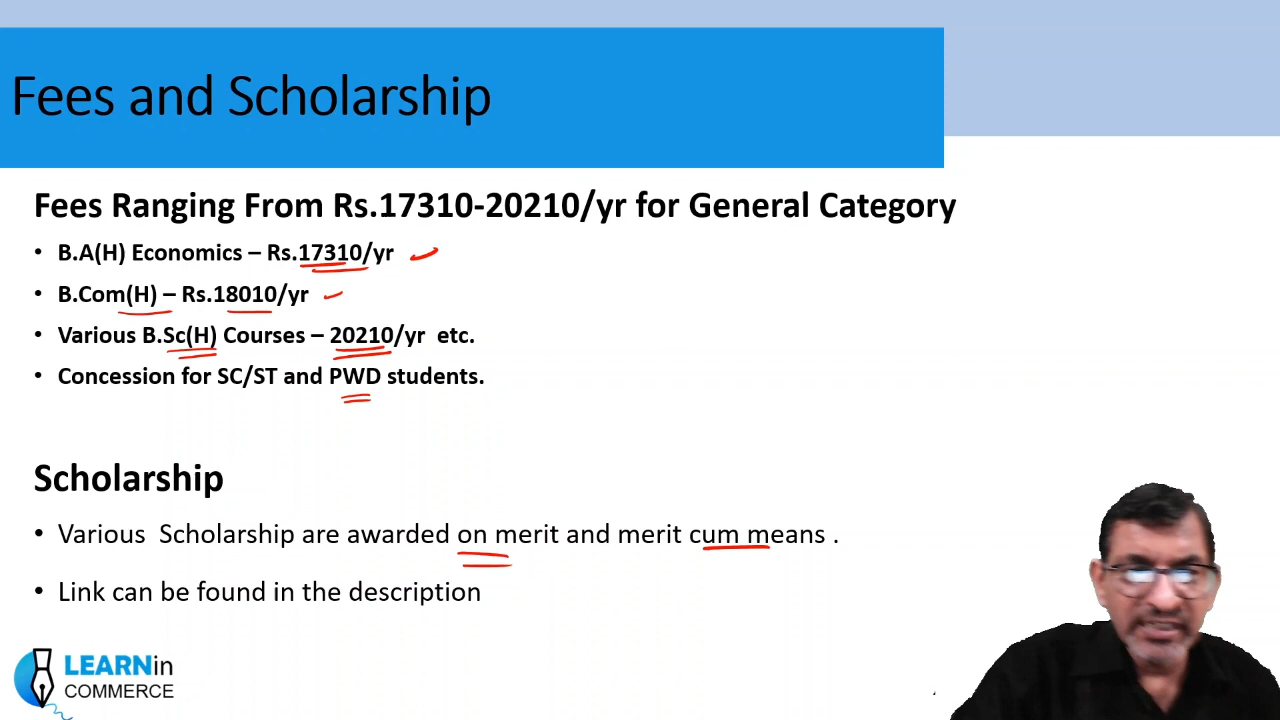 Fees and Scholarship
Fees Ranging From Rs.17310-20210/yr for General Category
• B.A(H) Economics – Rs.17310/yr
• B.Com(H) – Rs.18010/yr
• Various B.Sc(H) Courses – 20210/yr etc.
• Concession for SC/ST and PWD students.
Scholarship
• Various Scholarship are awarded on merit and merit cum means .
• Link can be found in the description
LEARNin
COMMERCE